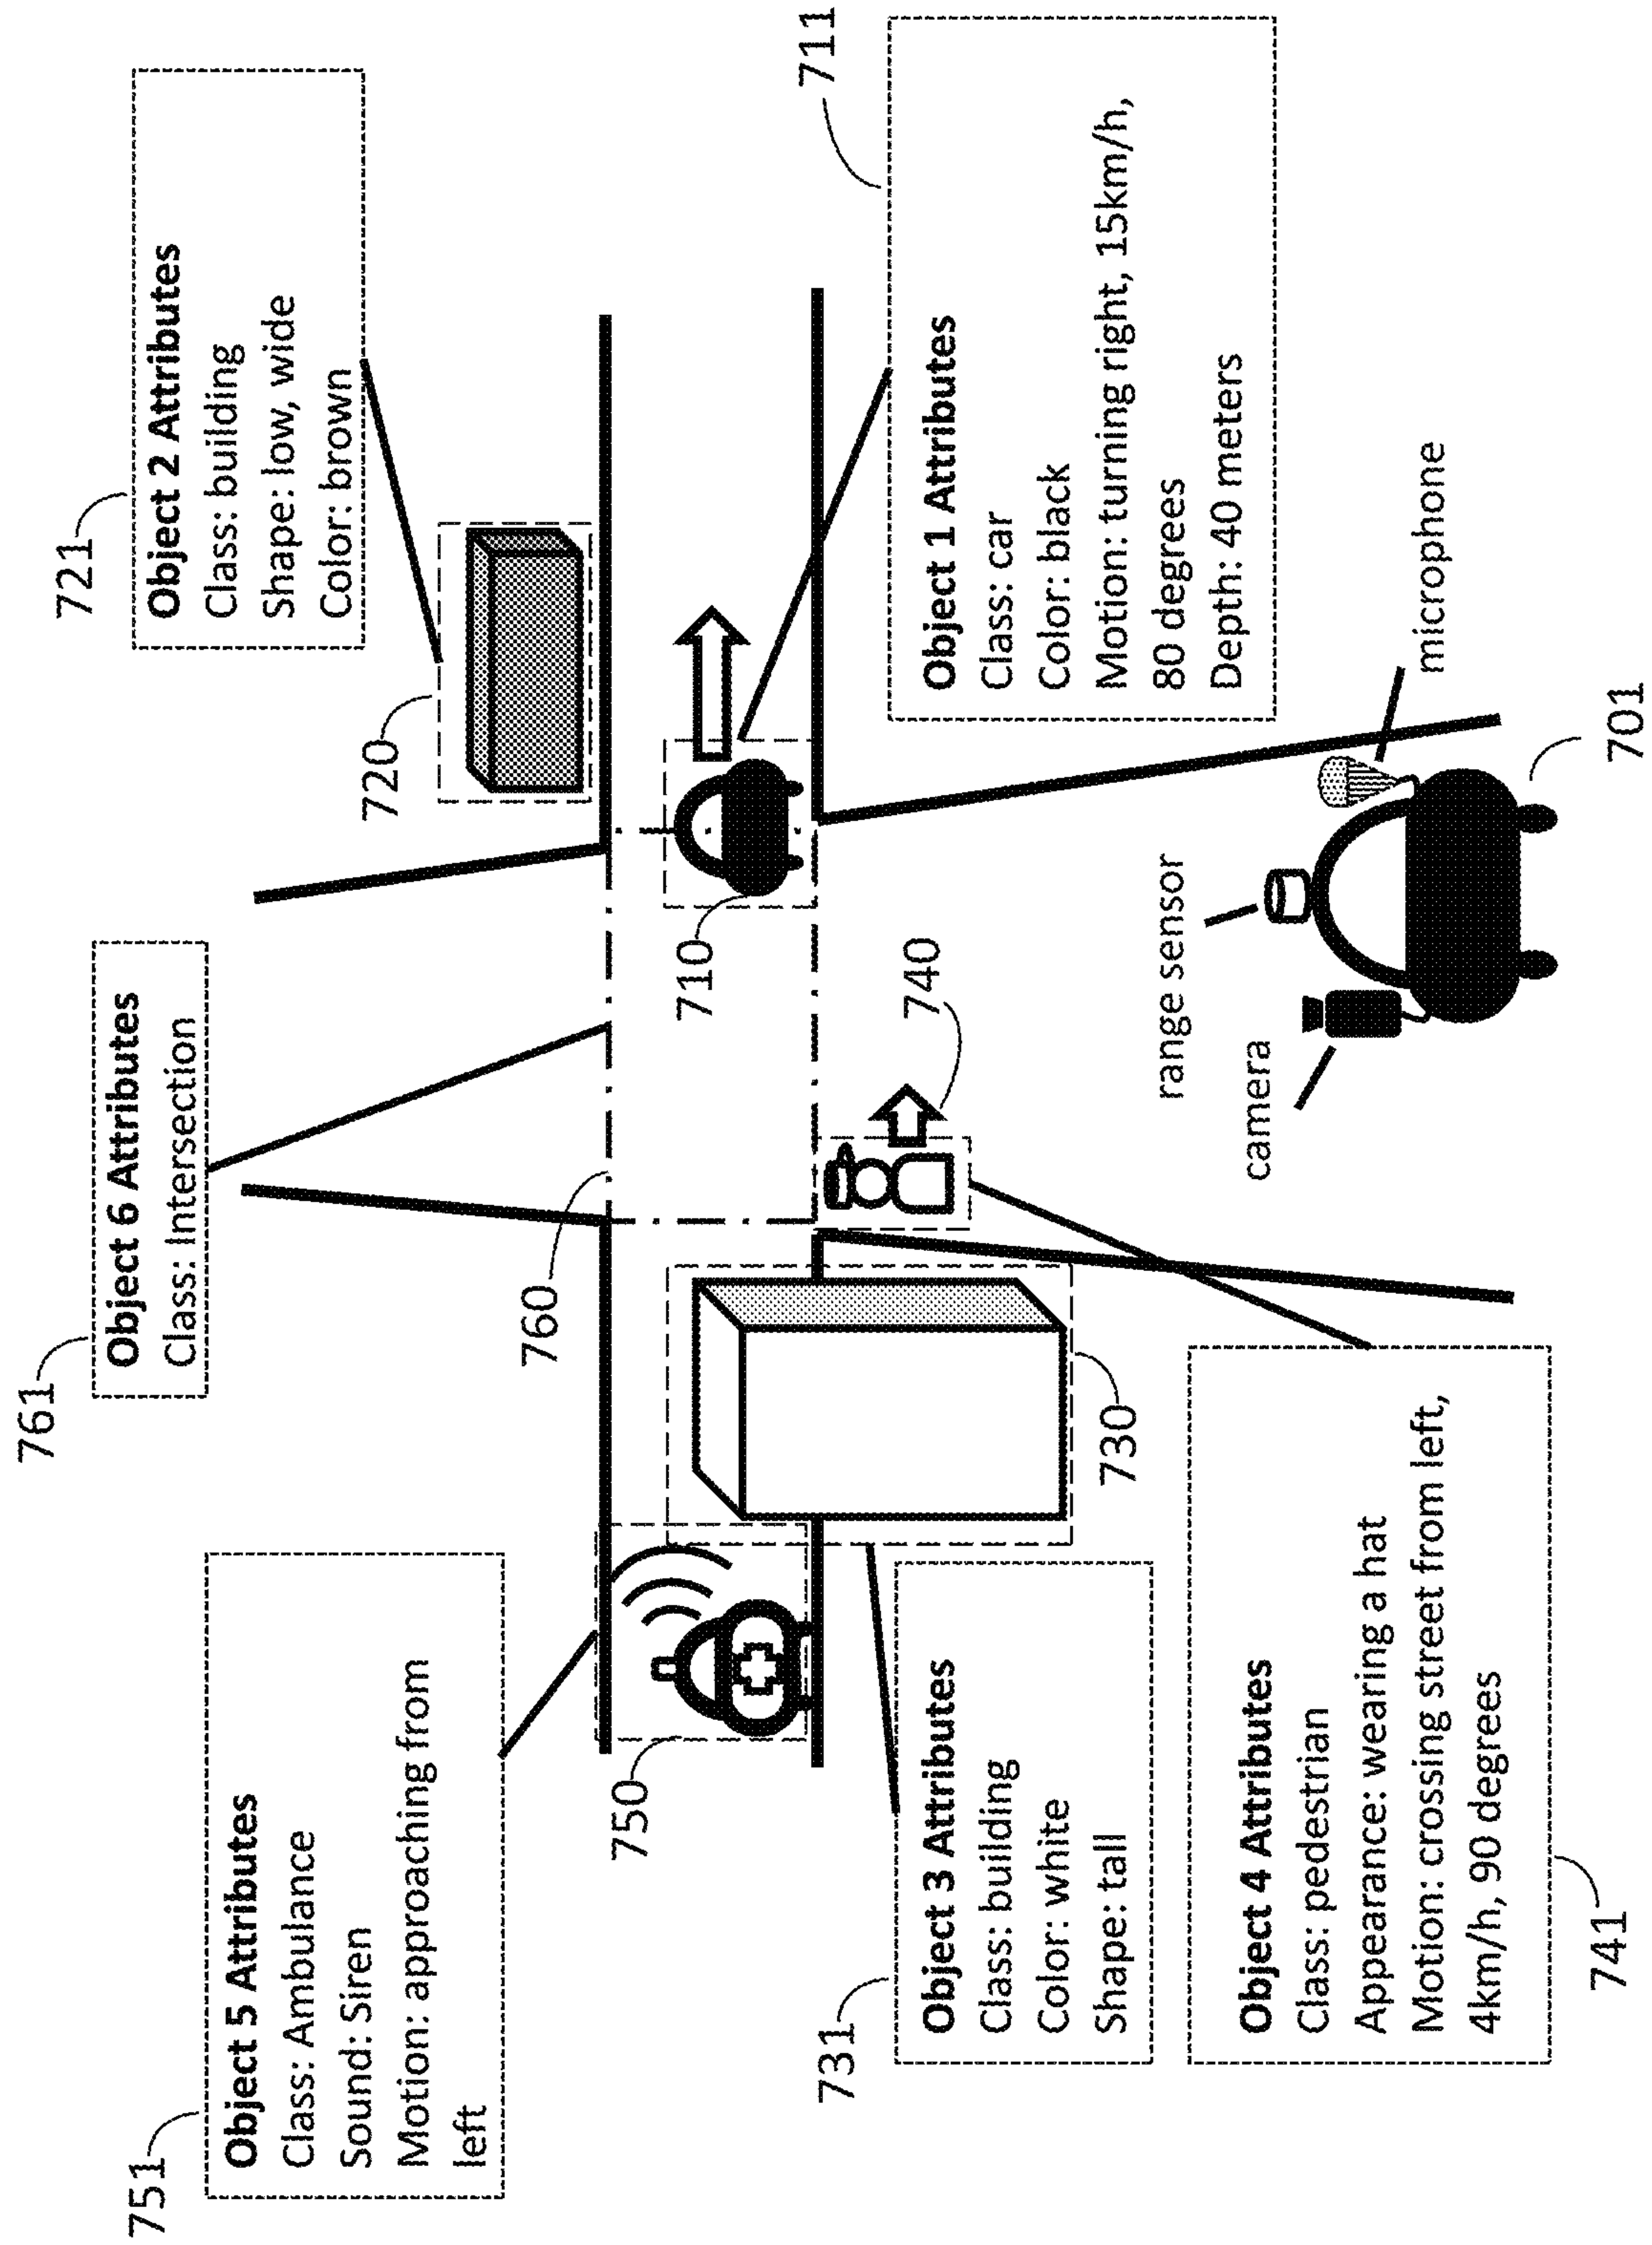 751
Object 5 Attributes
Class: Ambulance
Sound: Siren
Motion: approaching from
left
761
Object 6 Attributes
Class: Intersection
721
Object 2 Attributes
Class: building
Shape: low, wide
Color: brown
720
760
750
710
711
Object 1 Attributes
Class: car
Color: black
Motion: turning right, 15km/h,
80 degrees
Depth: 40 meters
731
Object 3 Attributes
Class: building
Color: white
Shape: tall
730
740
741
Object 4 Attributes
Class: pedestrian
Appearance: wearing a hat
Motion: crossing street from left,
4km/h, 90 degrees
range sensor
camera
microphone
701